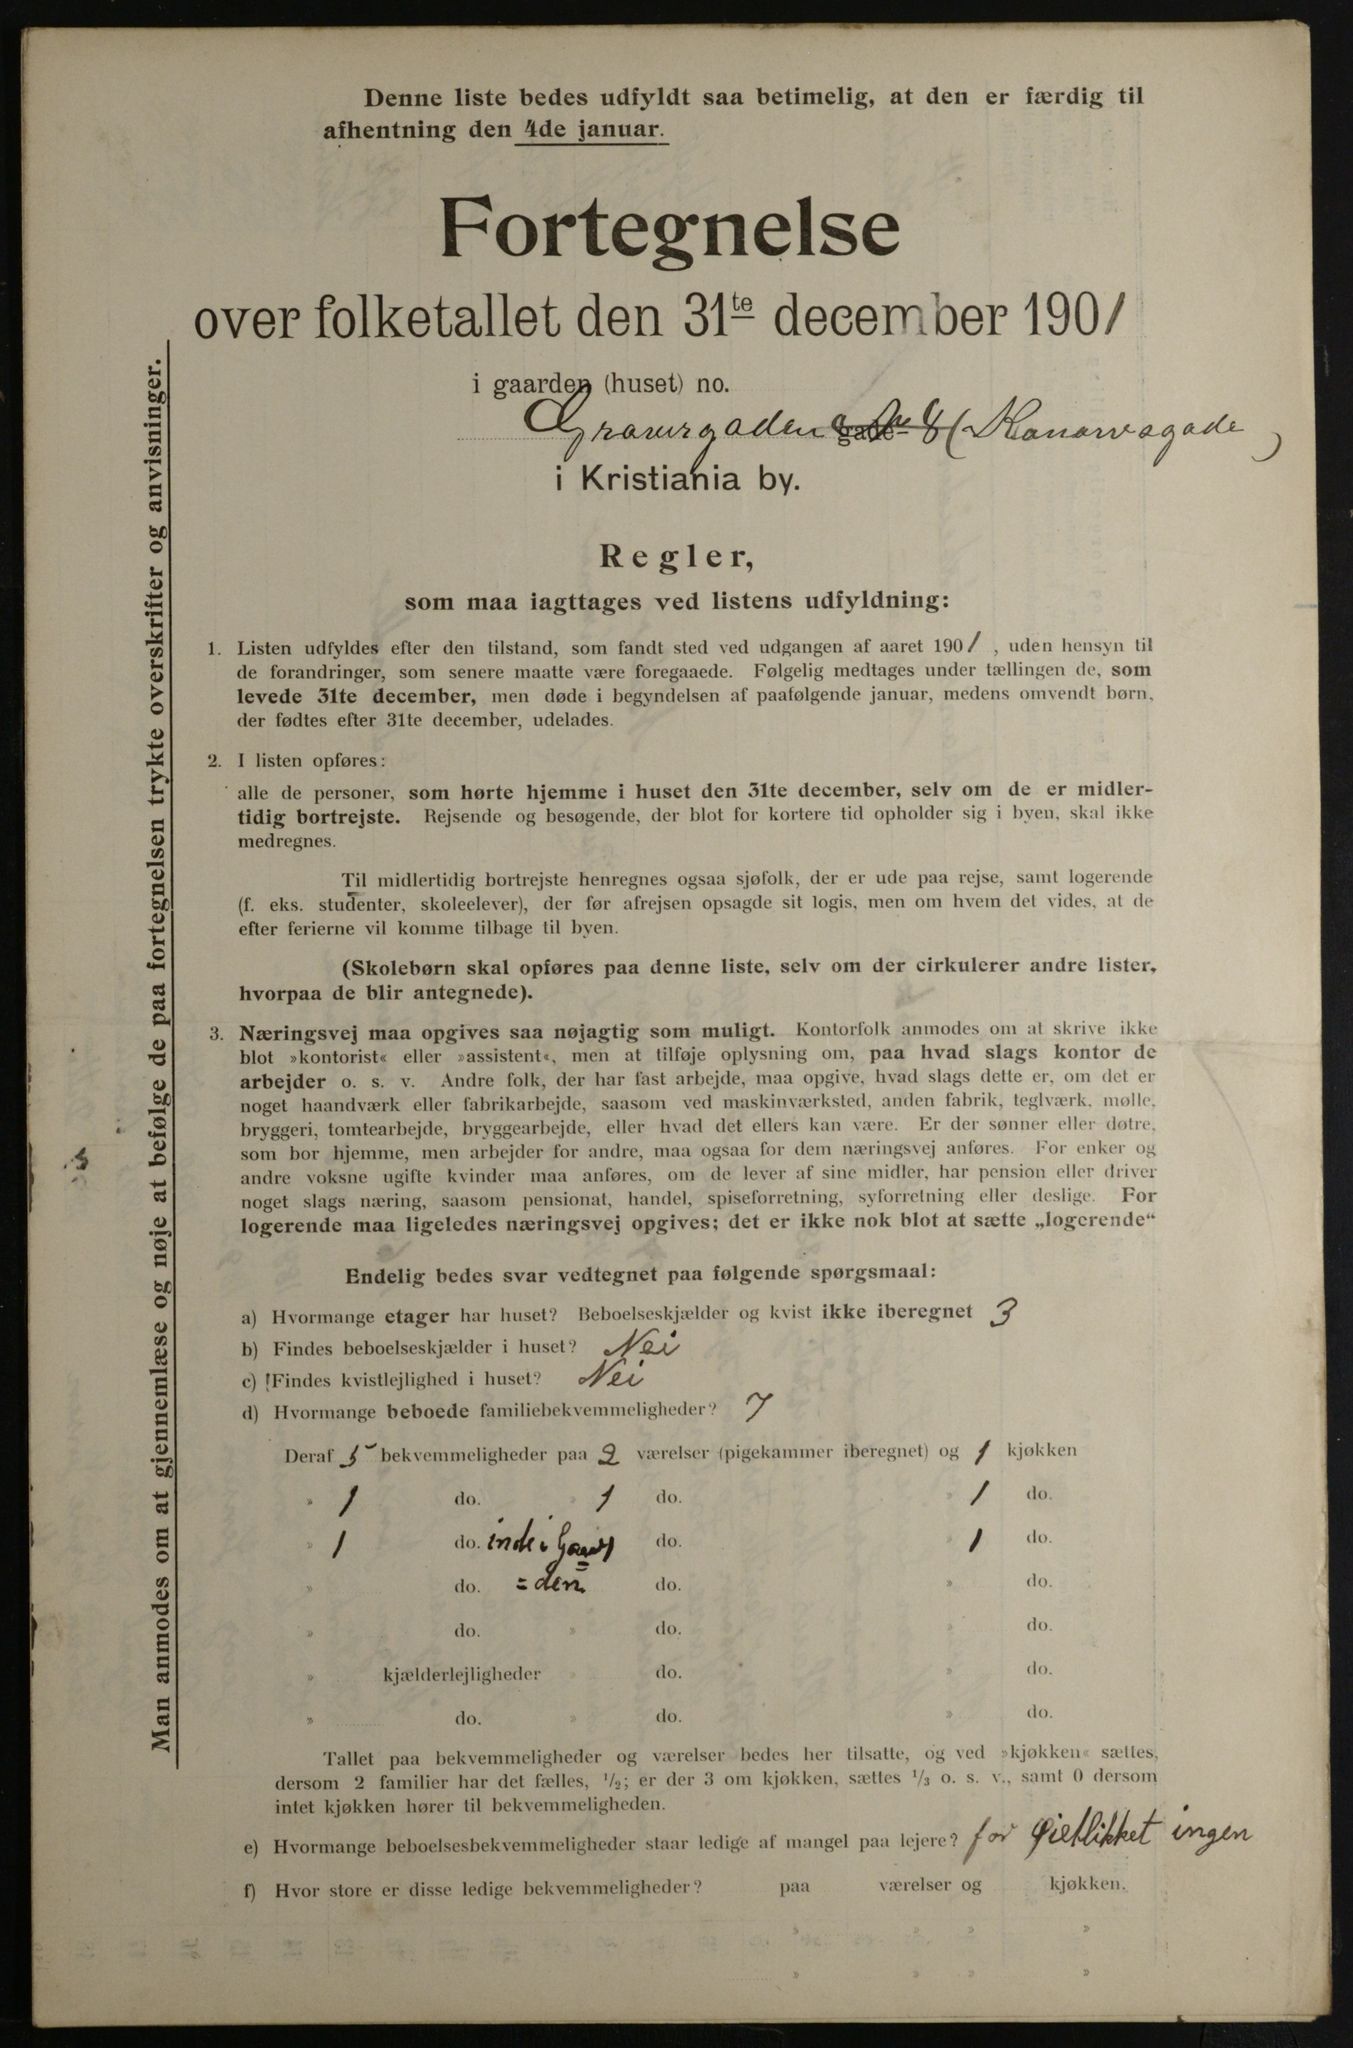 Denne liste bedes udfyldt saa betimelig, at den er færdig til
afhentning den 4de januar.
Fortegnelse
over folketallet den 31te december 1901
i gaarden (huset) no.
Graversgaden gade No 8 (Kanonsgade)
i Kristiania by.
Regler,
som maa iagttages ved listens udfyldning:
1. Listen udfyldes efter den tilstand, som fandt sted ved udgangen af aaret 1901, uden hensyn til
de forandringer, som senere maatte være foregaaede. Følgelig medtages under tællingen de, som
levede 31te december, men døde i begyndelsen af paafølgende januar, medens omvendt børn,
der fødtes efter 31te december, udelades.
2. I listen opføres:
alle de personer, som hørte hjemme i huset den 31te december, selv om de er midler-
tidig bortrejste. Rejsende og besøgende, der blot for kortere tid opholder sig i byen, skal ikke
medregnes.
Til midlertidig bortrejste henregnes ogsaa sjøfolk, der er ude paa rejse, samt logerende
(f. eks. studenter, skoleelever), der før afrejsen opsagde sit logis, men om hvem det vides, at de
efter ferierne vil komme tilbage til byen.
(Skolebørn skal opføres paa denne liste, selv om der cirkulerer andre lister,
hvorpaa de blir antegnede).
3. Næringsvej maa opgives saa nøjagtig som muligt. Kontorfolk anmodes om at skrive ikke
blot »kontorist« eller »assistent«, men at tilføje oplysning om, paa hvad slags kontor de
arbejder o. s. v. Andre folk, der har fast arbejde, maa opgive, hvad slags dette er, om det er
noget haandværk eller fabrikarbejde, saasom ved maskinværksted, anden fabrik, teglværk, mølle,
bryggeri, tomtearbejde, bryggearbejde, eller hvad det ellers kan være. Er der sønner eller døtre,
som bor hjemme, men arbejder for andre, maa ogsaa for dem næringsvej anføres. For enker og
andre voksne ugifte kvinder maa anføres, om de lever af sine midler, har pension eller driver
noget slags næring, saasom pensionat, handel, spiseforretning, syforretning eller deslige. For
logerende maa ligeledes næringsvej opgives; det er ikke nok blot at sætte „logerende“
Endelig bedes svar vedtegnet paa følgende spørgsmaal:
a) Hvormange etager har huset? Beboelseskjælder og kvist ikke iberegnet 3
b) Findes beboelseskjælder i huset? Nei
c) Findes kvistlejlighed i huset? Nei
d) Hvormange beboede familiebekvemmeligheder? 7
Deraf 5 bekvemmeligheder paa 2 værelser (pigekammer iberegnet) og 1 kjøkken
» 1 do. 1 do. » 1 do.
» 1 do. inde i Gaar do. » 1 do.
» do. = den do. » do.
» do. » do. » do.
» kjælderlejligheder » do. » do.
» do. » do. » do.
Tallet paa bekvemmeligheder og værelser bedes her tilsatte, og ved »kjøkken« sættes,
dersom 2 familier har det fælles, 1/2; er der 3 om kjøkken, sættes 1/3 o. s. v., samt 0 dersom
intet kjøkken hører til bekvemmeligheden.
e) Hvormange beboelsesbekvemmeligheder staar ledige af mangel paa lejere? for Øieblikket ingen
f) Hvor store er disse ledige bekvemmeligheder? paa værelser og kjøkken.
» » » »
» » » »
Man anmodes om at gjennemlæse og nøje at befølge de paa fortegnelsen trykte overskrifter og anvisninger.